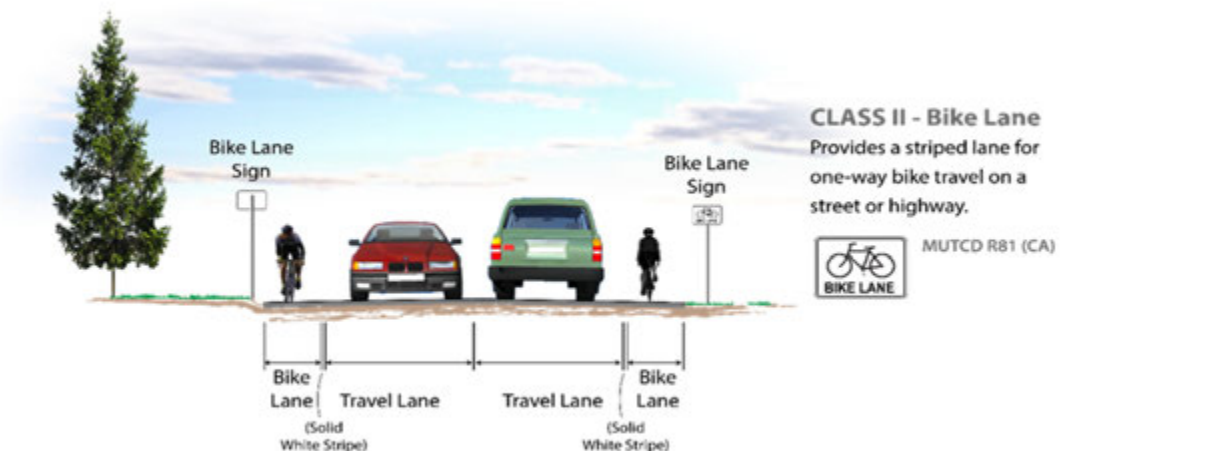 Bike Lane
Sign
Bike Lane
Sign
CLASS II - Bike Lane
Provides a striped lane for
one-way bike travel on a
street or highway.
BIKE LANE
MUTCD R81 (CA)
Bike
Lane
(Solid
White Stripe)
Travel Lane
Travel Lane
(Solid
White Stripe)
Bike
Lane